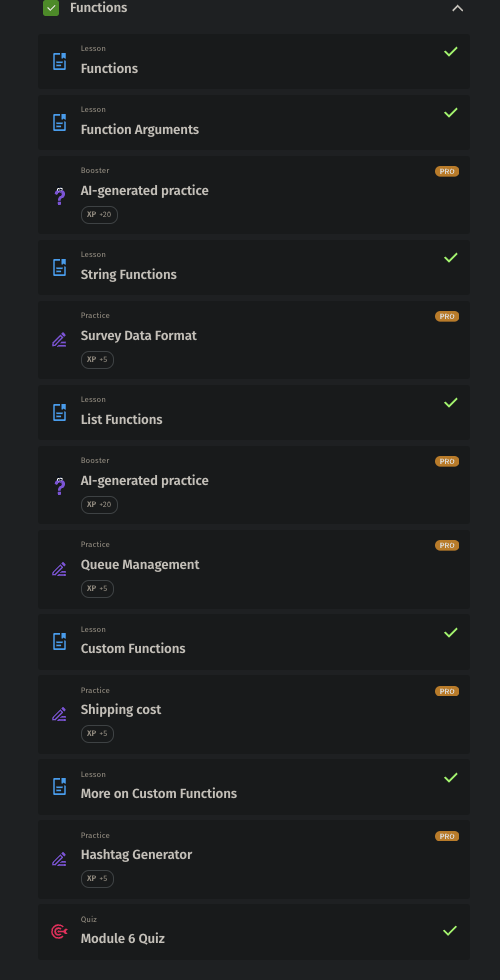 Functions
Lesson
Functions
Lesson
Function Arguments
Booster
PRO
AI-generated practice
XP +20
Lesson
String Functions
Practice
PRO
Survey Data Format
XP +5
Lesson
List Functions
Booster
PRO
AI-generated practice
XP +20
Practice
PRO
Queue Management
XP +5
Lesson
Custom Functions
Practice
PRO
Shipping cost
XP +5
Lesson
More on Custom Functions
Practice
PRO
Hashtag Generator
XP +5
Quiz
Module 6 Quiz